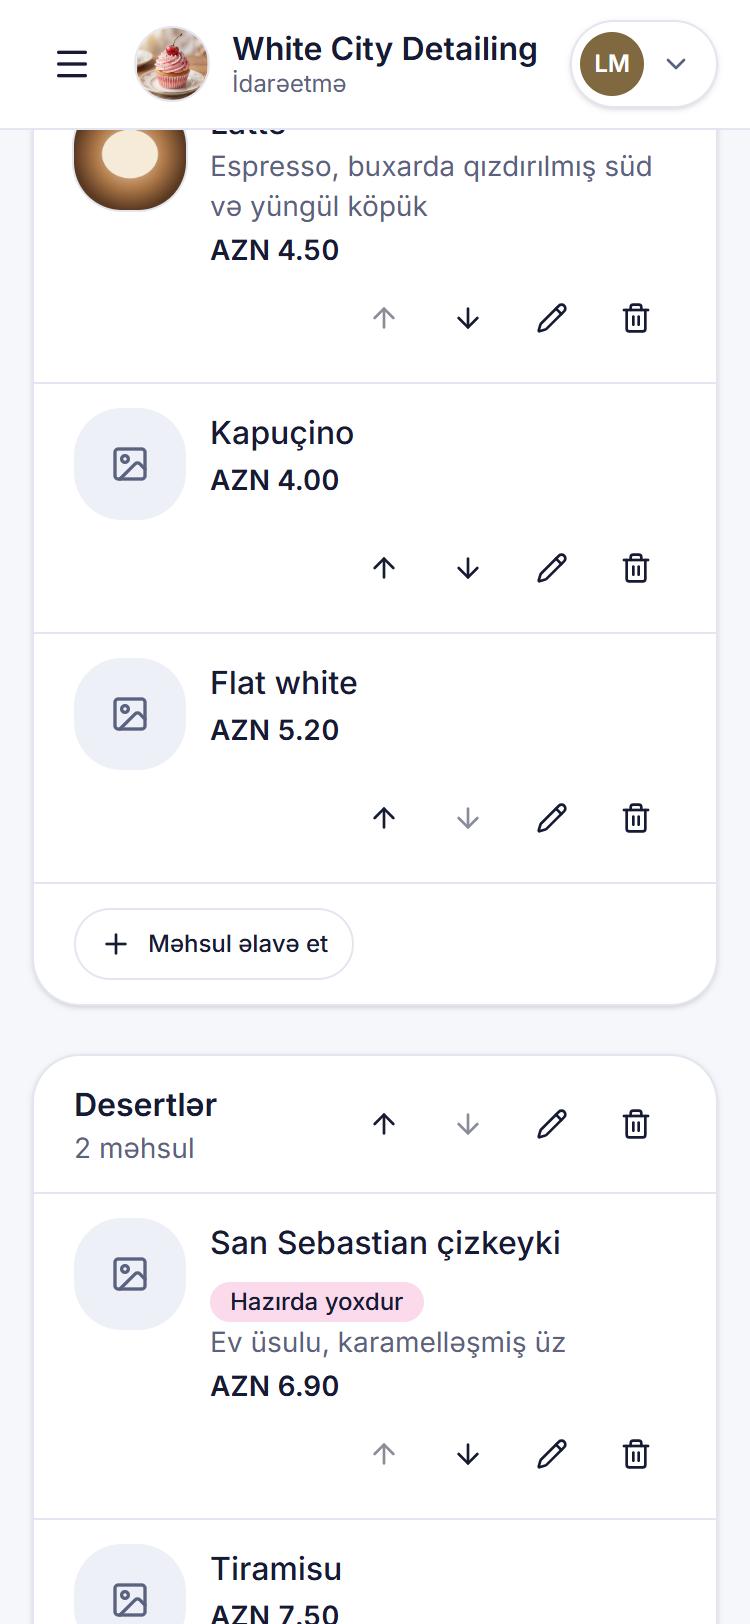 White City Detailing
İdarəetmə
LM
Latte
Espresso, buxarda qızdırılmış süd
və yüngül köpük
AZN 4.50
Kapuçino
AZN 4.00
Flat white
AZN 5.20
Məhsul əlavə et
Desertlər
2 məhsul
San Sebastian çizkeyki
Hazırda yoxdur
Ev üsulu, karamelləşmiş üz
AZN 6.90
Tiramisu
AZN 7.50